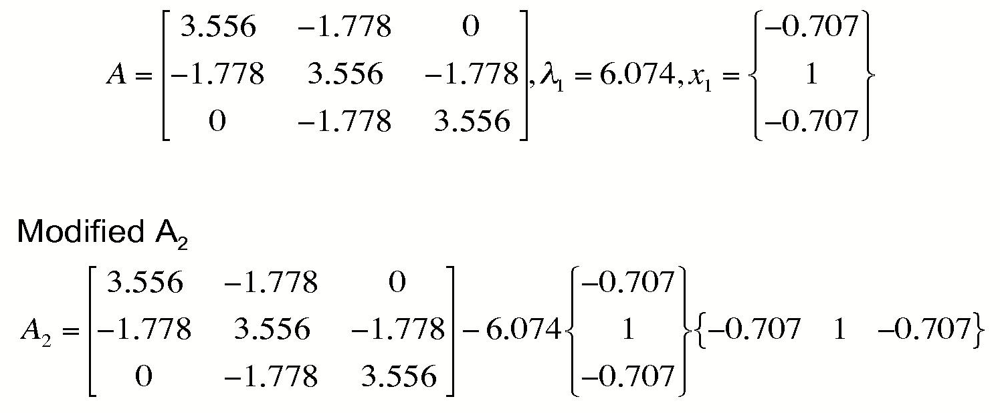 A = [3.556 −1.778 0; −1.778 3.556 −1.778; 0 −1.778 3.556], λ₁ = 6.074, x₁ = {−0.707; 1; −0.707}
Modified A₂
A₂ = [3.556 −1.778 0; −1.778 3.556 −1.778; 0 −1.778 3.556] − 6.074 {−0.707; 1; −0.707} {−0.707 1 −0.707}